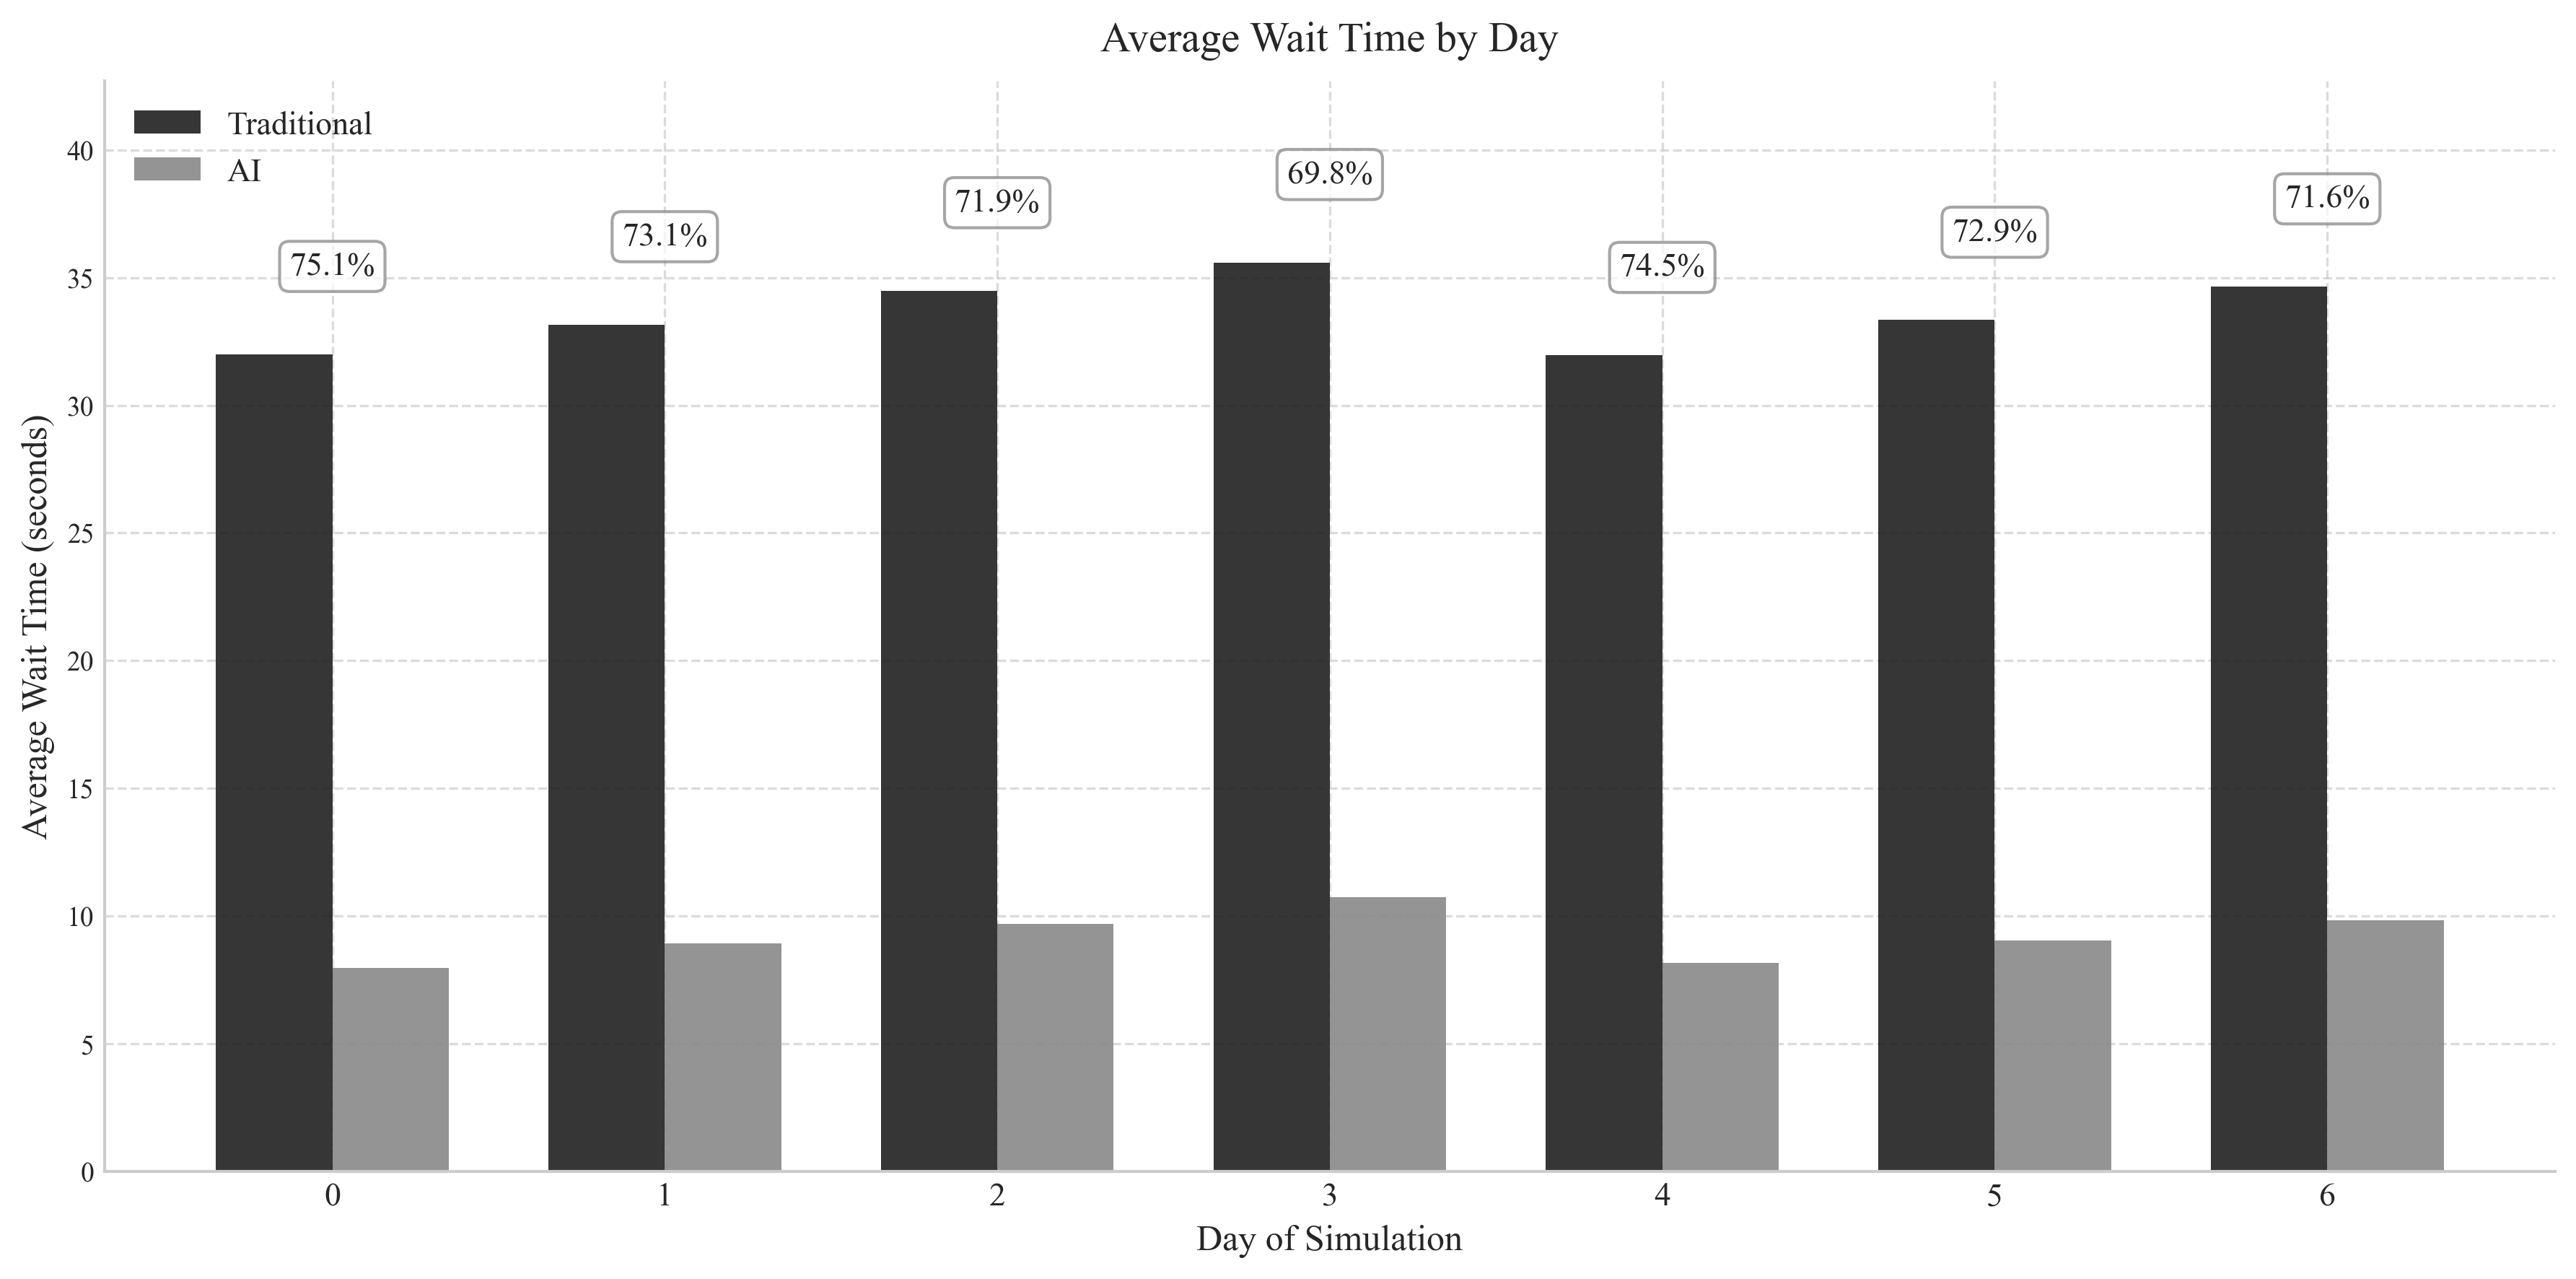 Average Wait Time by Day
Traditional
AI
75.1%
73.1%
71.9%
69.8%
74.5%
72.9%
71.6%
Average Wait Time (seconds)
40
35
30
25
20
15
10
5
0
0 1 2 3 4 5 6
Day of Simulation